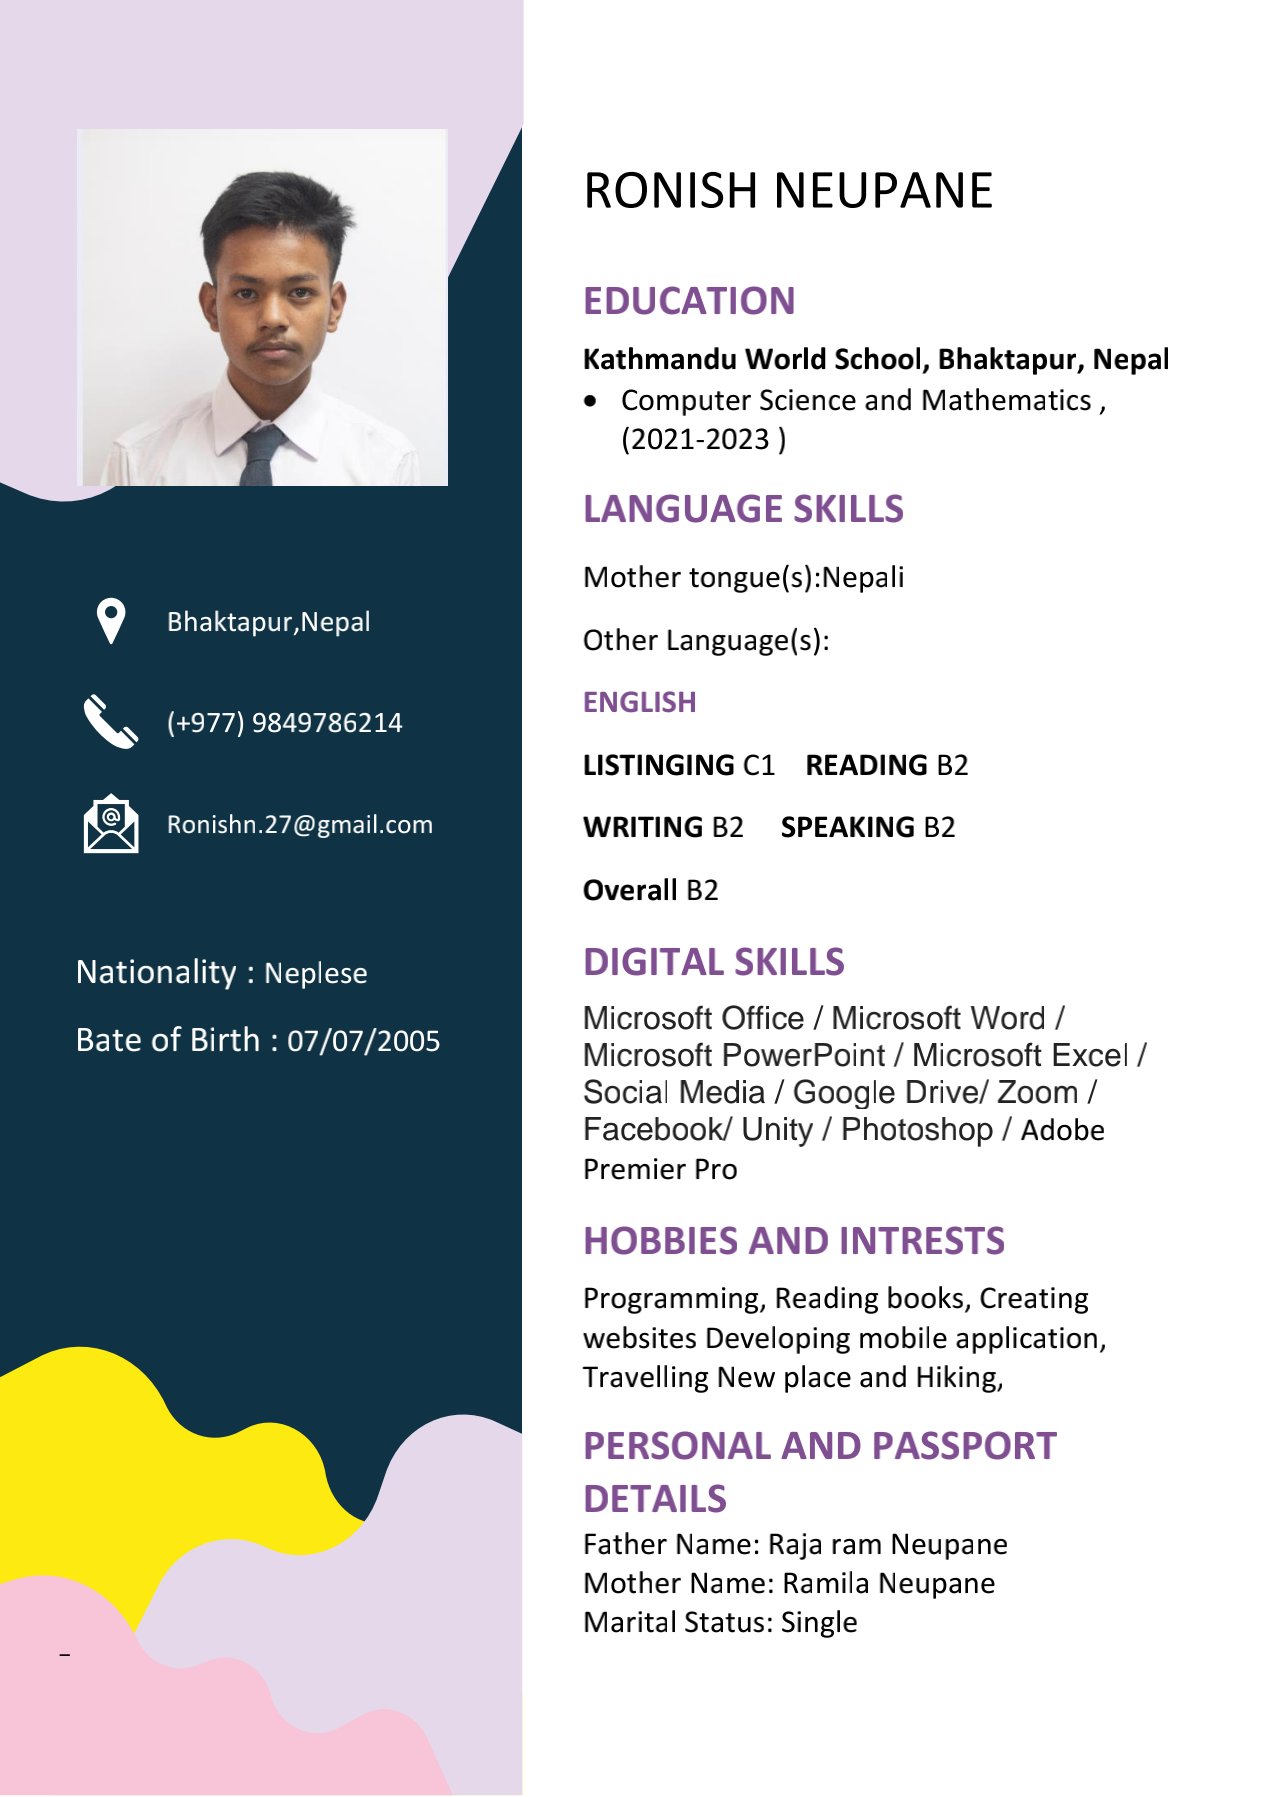 Bhaktapur,Nepal
(+977) 9849786214
@
Ronishn.27@gmail.com
Nationality : Neplese
Bate of Birth : 07/07/2005
–
RONISH NEUPANE
EDUCATION
Kathmandu World School, Bhaktapur, Nepal
• Computer Science and Mathematics ,
(2021-2023 )
LANGUAGE SKILLS
Mother tongue(s):Nepali
Other Language(s):
ENGLISH
LISTINGING C1 READING B2
WRITING B2 SPEAKING B2
Overall B2
DIGITAL SKILLS
Microsoft Office / Microsoft Word /
Microsoft PowerPoint / Microsoft Excel /
Social Media / Google Drive/ Zoom /
Facebook/ Unity / Photoshop / Adobe
Premier Pro
HOBBIES AND INTRESTS
Programming, Reading books, Creating
websites Developing mobile application,
Travelling New place and Hiking,
PERSONAL AND PASSPORT
DETAILS
Father Name: Raja ram Neupane
Mother Name: Ramila Neupane
Marital Status: Single